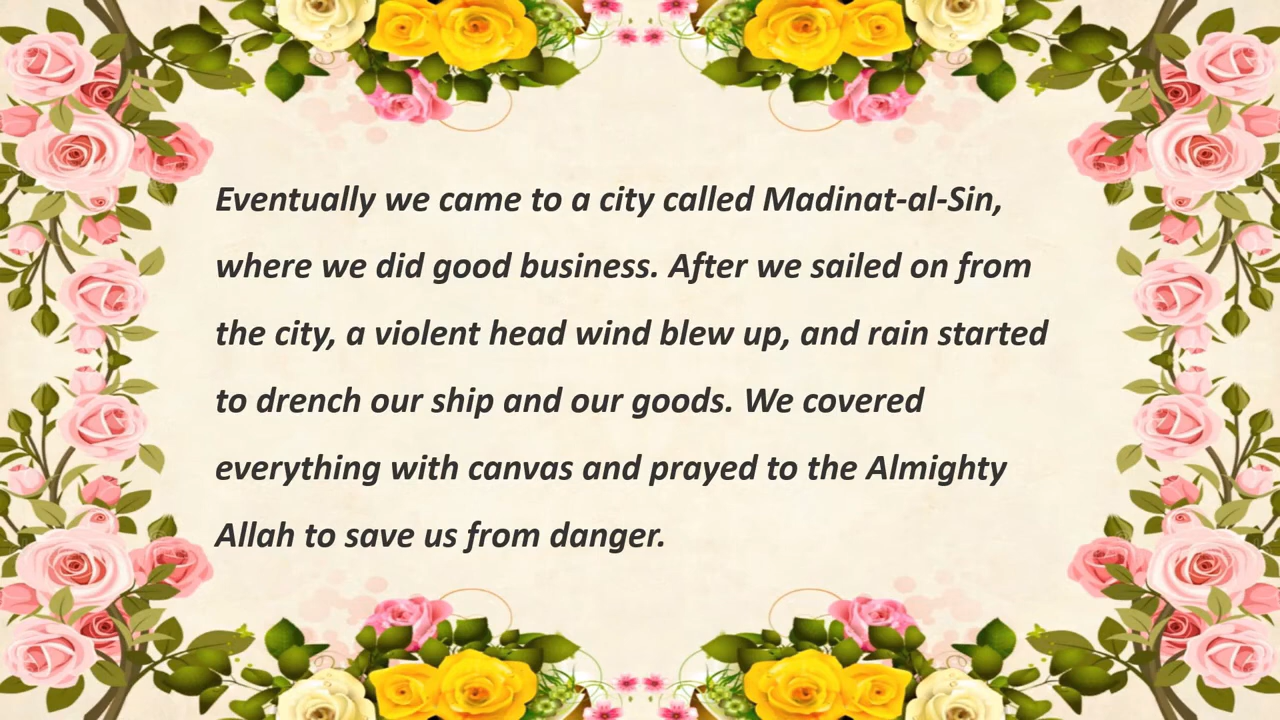 Eventually we came to a city called Madinat-al-Sin,
where we did good business. After we sailed on from
the city, a violent head wind blew up, and rain started
to drench our ship and our goods. We covered
everything with canvas and prayed to the Almighty
Allah to save us from danger.